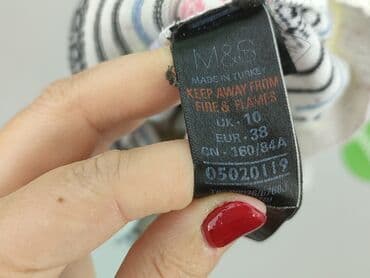 M&S
MADE IN TURKEY
KEEP AWAY FROM
FIRE & FLAMES
UK - 10
EUR - 38
CN - 160/84A
05020119